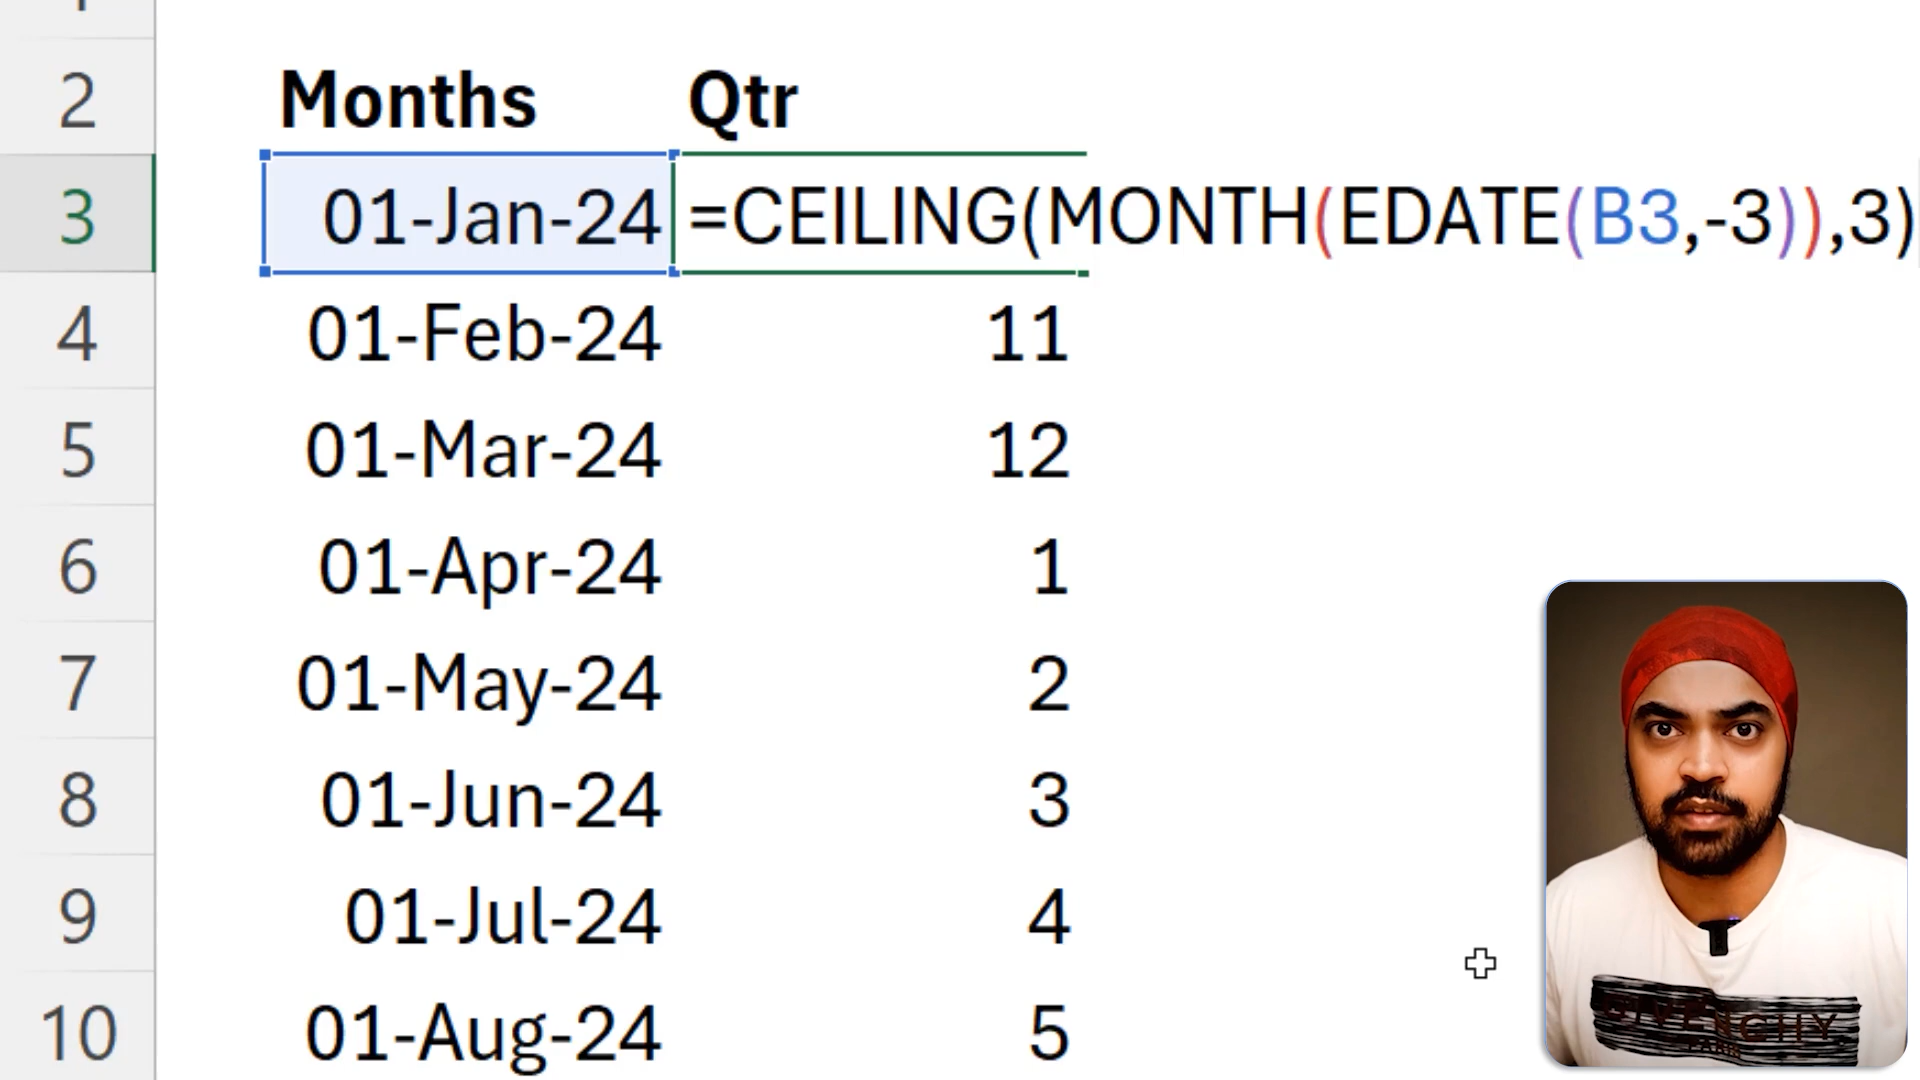 2 Months Qtr
3 01-Jan-24 =CEILING(MONTH(EDATE(B3,-3)),3)
4 01-Feb-24 11
5 01-Mar-24 12
6 01-Apr-24 1
7 01-May-24 2
8 01-Jun-24 3
9 01-Jul-24 4
10 01-Aug-24 5
GIVENCHY
PARIS